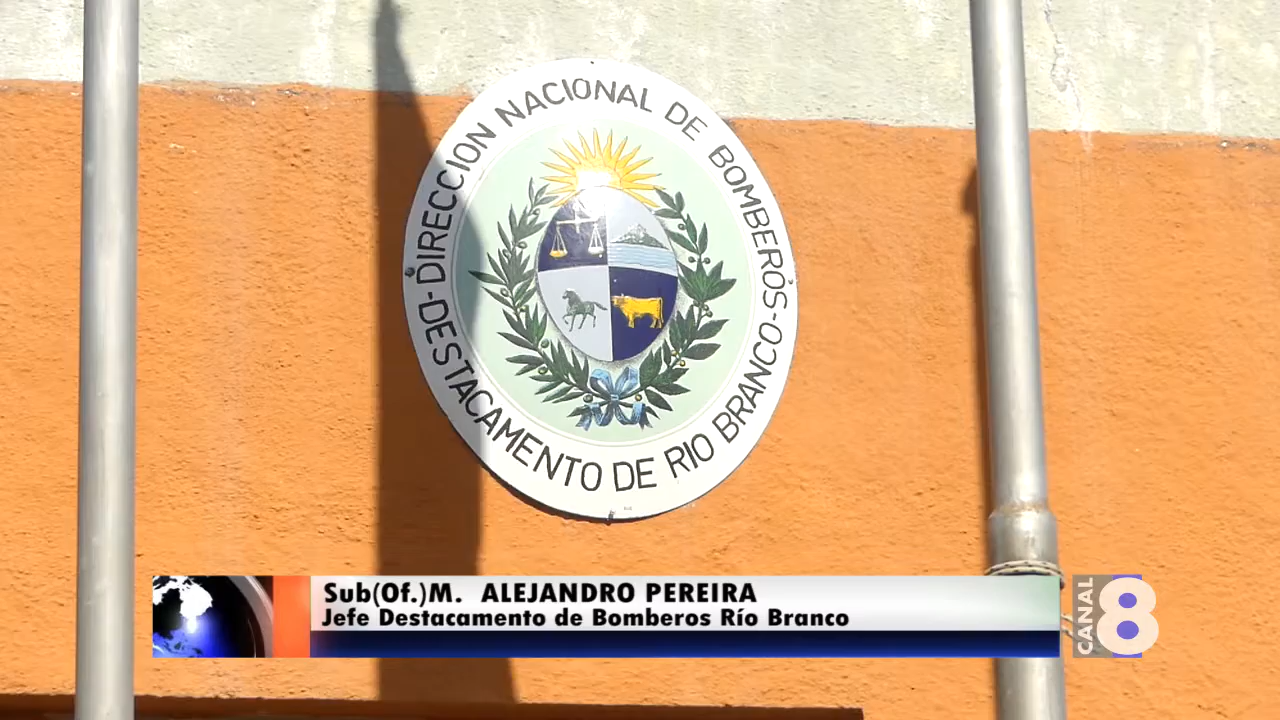 DIRECCION NACIONAL DE BOMBEROS-
DESTACAMENTO DE RIO BRANCO-
Sub(Of.)M. ALEJANDRO PEREIRA
Jefe Destacamento de Bomberos Río Branco
CANAL 8